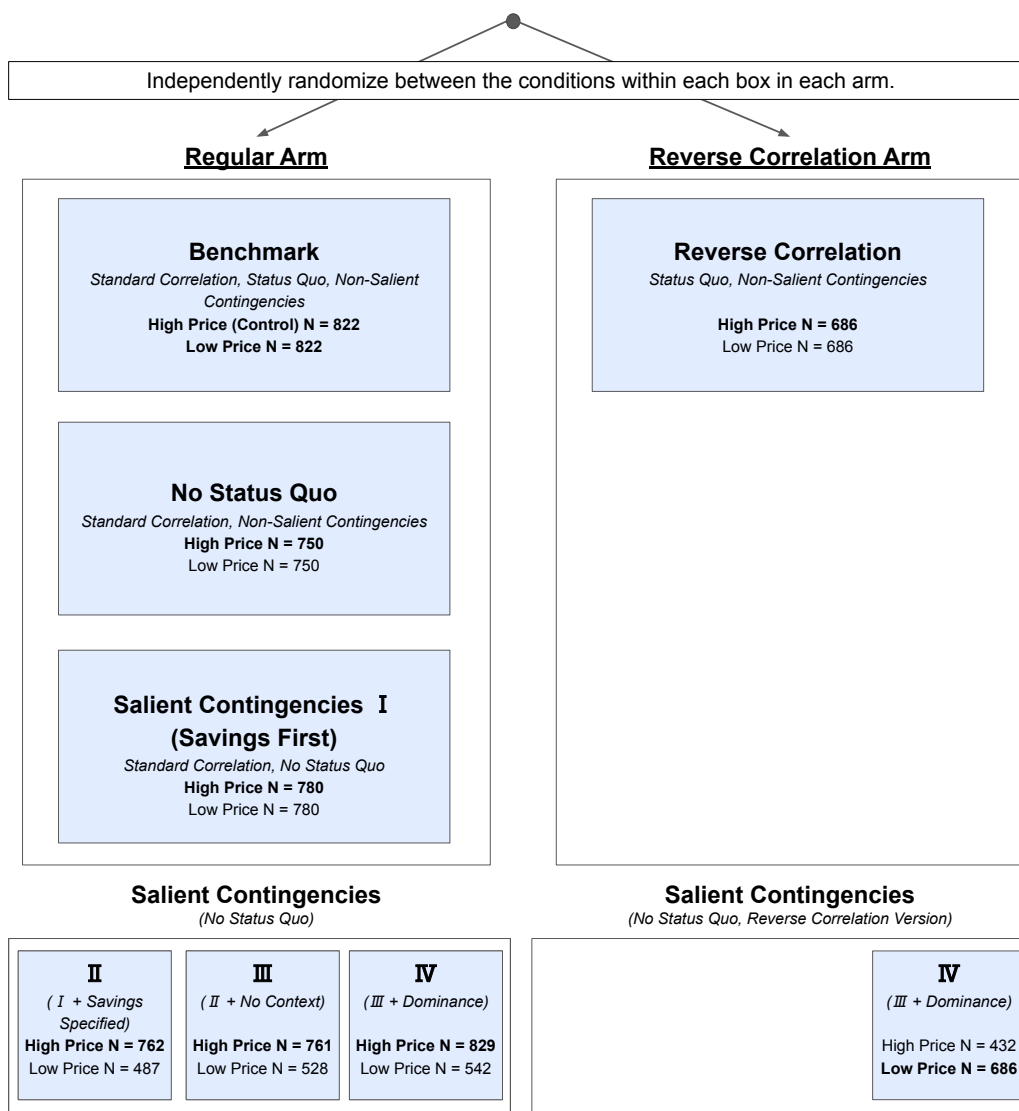 Independently randomize between the conditions within each box in each arm.
Regular Arm
Benchmark
Standard Correlation, Status Quo, Non-Salient
Contingencies
High Price (Control) N = 822
Low Price N = 822
No Status Quo
Standard Correlation, Non-Salient Contingencies
High Price N = 750
Low Price N = 750
Salient Contingencies I
(Savings First)
Standard Correlation, No Status Quo
High Price N = 780
Low Price N = 780
Reverse Correlation Arm
Reverse Correlation
Status Quo, Non-Salient Contingencies
High Price N = 686
Low Price N = 686
Salient Contingencies
(No Status Quo)
II
( I + Savings
Specified)
High Price N = 762
Low Price N = 487
III
( II + No Context)
High Price N = 761
Low Price N = 528
IV
(III + Dominance)
High Price N = 829
Low Price N = 542
Salient Contingencies
(No Status Quo, Reverse Correlation Version)
IV
(III + Dominance)
High Price N = 432
Low Price N = 686